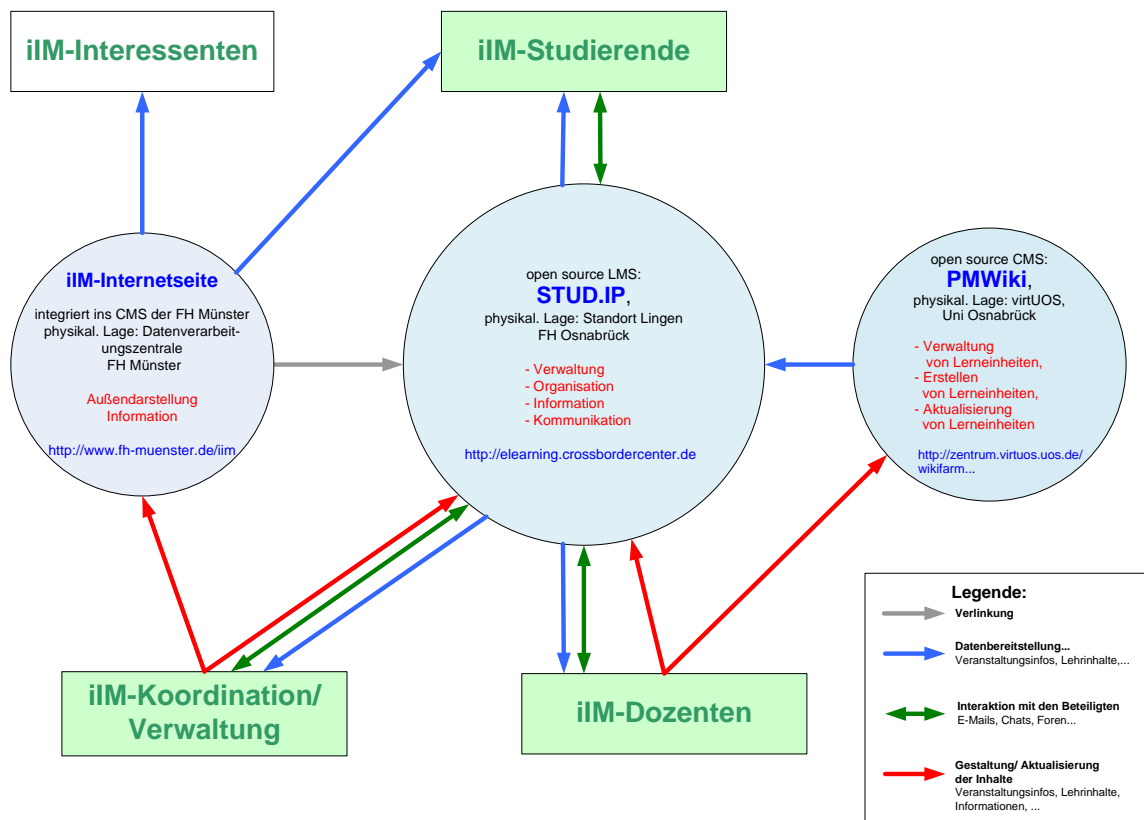 iIM-Interessenten
iIM-Studierende
iIM-Internetseite
integriert ins CMS der FH Münster
physikal. Lage: Datenverarbeit-
ungszentrale
FH Münster
Außendarstellung
Information
http://www.fh-muenster.de/iim
open source LMS:
STUD.IP,
physikal. Lage: Standort Lingen
FH Osnabrück
- Verwaltung
- Organisation
- Information
- Kommunikation
http://elearning.crossbordercenter.de
open source CMS:
PMWiki,
physikal. Lage: virtUOS,
Uni Osnabrück
- Verwaltung
von Lerneinheiten,
- Erstellen
von Lerneinheiten,
- Aktualisierung
von Lerneinheiten
http://zentrum.virtuos.uos.de/
wikifarm...
iIM-Koordination/
Verwaltung
iIM-Dozenten
Legende:
Verlinkung
Datenbereitstellung...
Veranstaltungsinfos, Lehrinhalte,...
Interaktion mit den Beteiligten
E-Mails, Chats, Foren...
Gestaltung/ Aktualisierung
der Inhalte
Veranstaltungsinfos, Lehrinhalte,
Informationen, ...